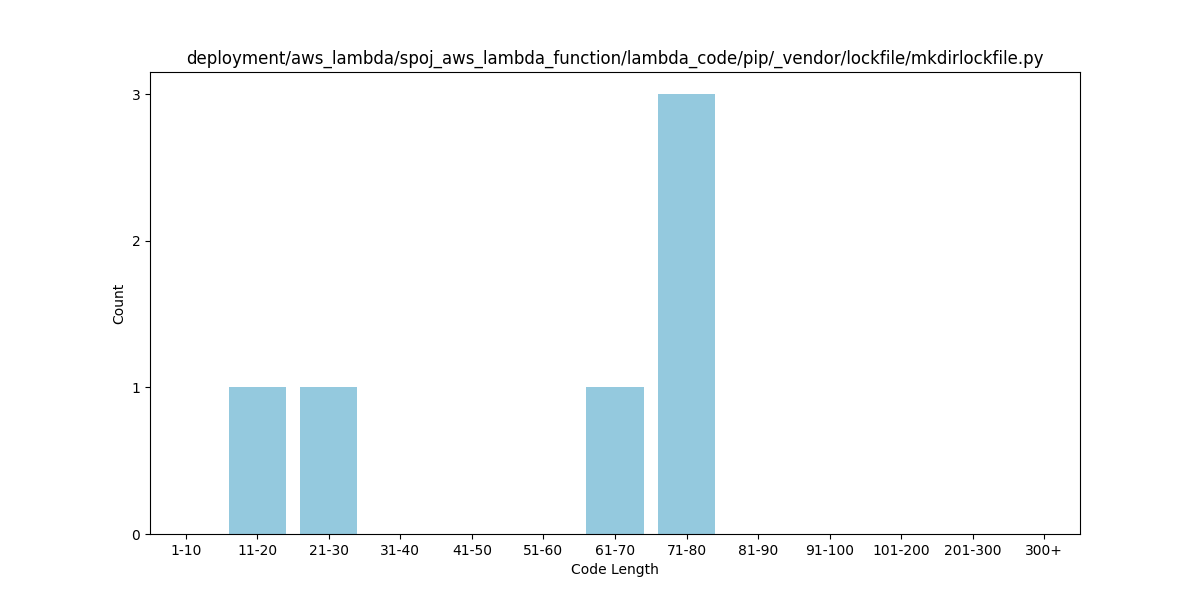 deployment/aws_lambda/spoj_aws_lambda_function/lambda_code/pip/_vendor/lockfile/mkdirlockfile.py
3
2
1
0
Count
1-10 11-20 21-30 31-40 41-50 51-60 61-70 71-80 81-90 91-100 101-200 201-300 300+
Code Length